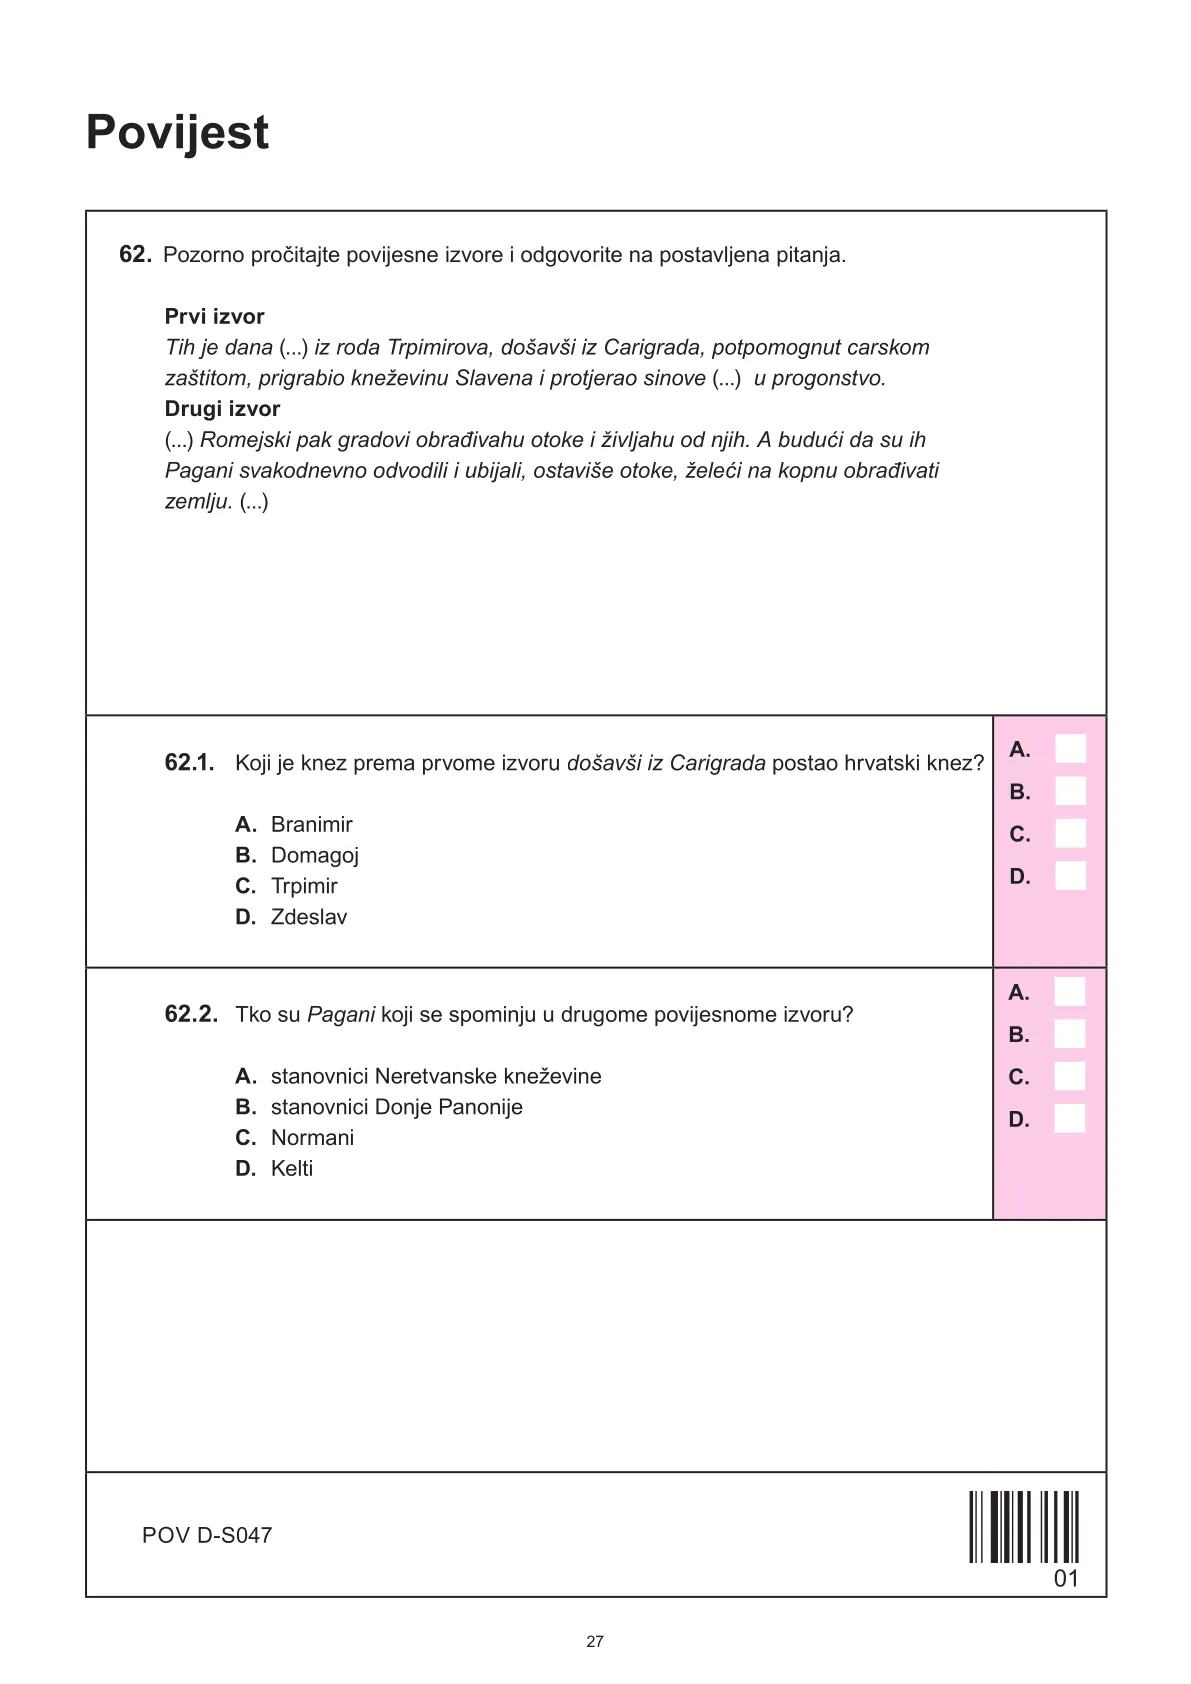 Povijest
62. Pozorno pročitajte povijesne izvore i odgovorite na postavljena pitanja.
Prvi izvor
Tih je dana (...) iz roda Trpimirova, došavši iz Carigrada, potpomognut carskom
zaštitom, prigrabio kneževinu Slavena i protjerao sinove (...) u progonstvo.
Drugi izvor
(...) Romejski pak gradovi obrađivahu otoke i življahu od njih. A budući da su ih
Pagani svakodnevno odvodili i ubijali, ostaviše otoke, želeći na kopnu obrađivati
zemlju. (...)
62.1. Koji je knez prema prvome izvoru došavši iz Carigrada postao hrvatski knez?
A. Branimir
B. Domagoj
C. Trpimir
D. Zdeslav
A.
B.
C.
D.
62.2. Tko su Pagani koji se spominju u drugome povijesnome izvoru?
A. stanovnici Neretvanske kneževine
B. stanovnici Donje Panonije
C. Normani
D. Kelti
A.
B.
C.
D.
POV D-S047
01
27